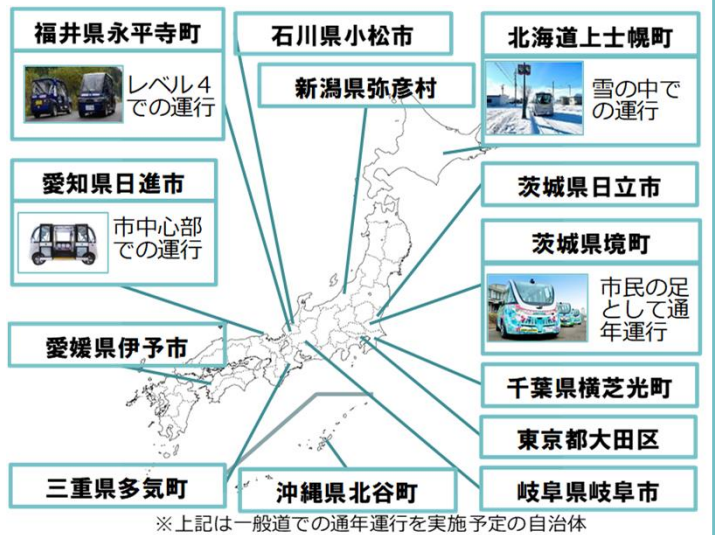 福井県永平寺町
レベル4
での運行
石川県小松市
新潟県弥彦村
北海道上士幌町
雪の中で
の運行
愛知県日進市
市中心部
での運行
茨城県日立市
茨城県境町
市民の足
として通
年運行
愛媛県伊予市
千葉県横芝光町
東京都大田区
三重県多気町
沖縄県北谷町
岐阜県岐阜市
※上記は一般道での通年運行を実施予定の自治体